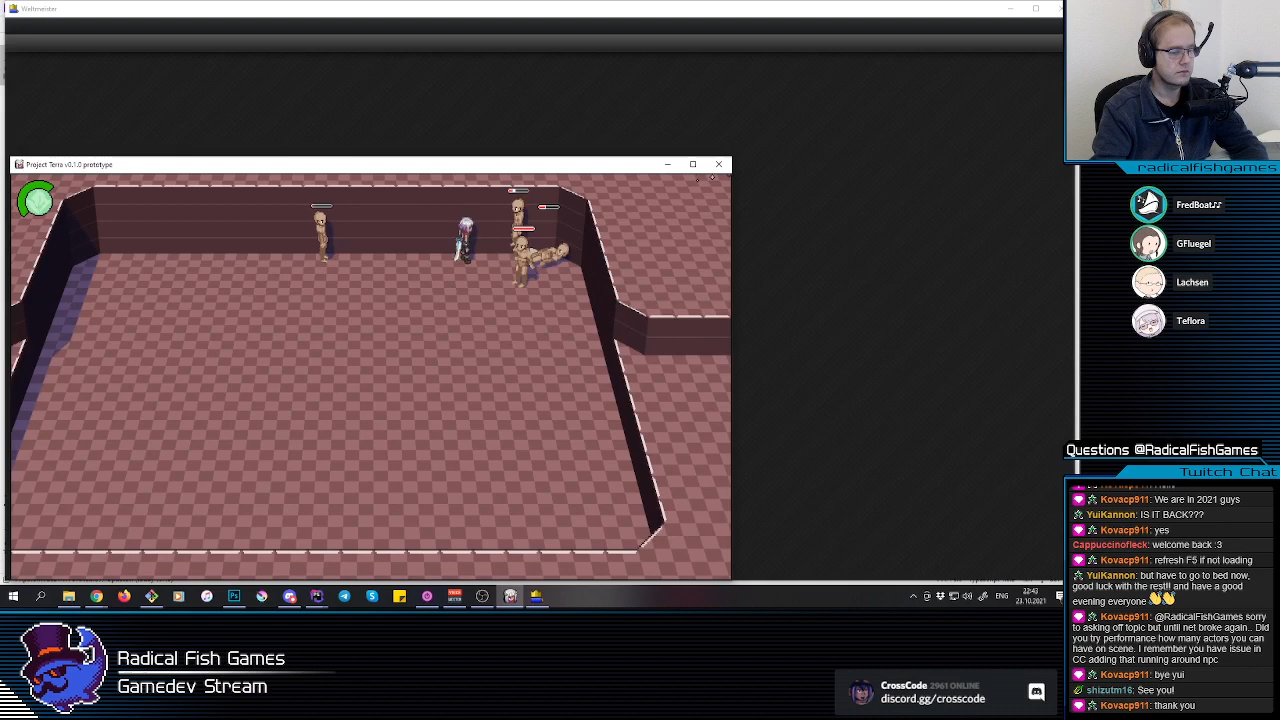 Weltmeister
Project Terra v0.1.0 prototype
radicalfishgames
FredBoat♪♪
GFluegel
Lachsen
Teflora
Questions @RadicalFishGames
Twitch Chat
Kovacp911: We are in 2021 guys
YuiKannon: IS IT BACK???
Kovacp911: yes
Cappuccinofleck: welcome back :3
Kovacp911: refresh F5 if not loading
YuiKannon: but have to go to bed now,
good luck with the rest!! and have a good
evening everyone
Kovacp911: @RadicalFishGames sorry
to asking off topic but until net broke again.. Did
you try performance how many actors you
can have on scene. I remember you have issue in
CC adding that running around npc
Kovacp911: bye yui
shizutm16: See you!
Kovacp911: thank you
ENG
22:43
23.10.2021
Radical Fish Games
Gamedev Stream
CrossCode 2961 ONLINE
discord.gg/crosscode